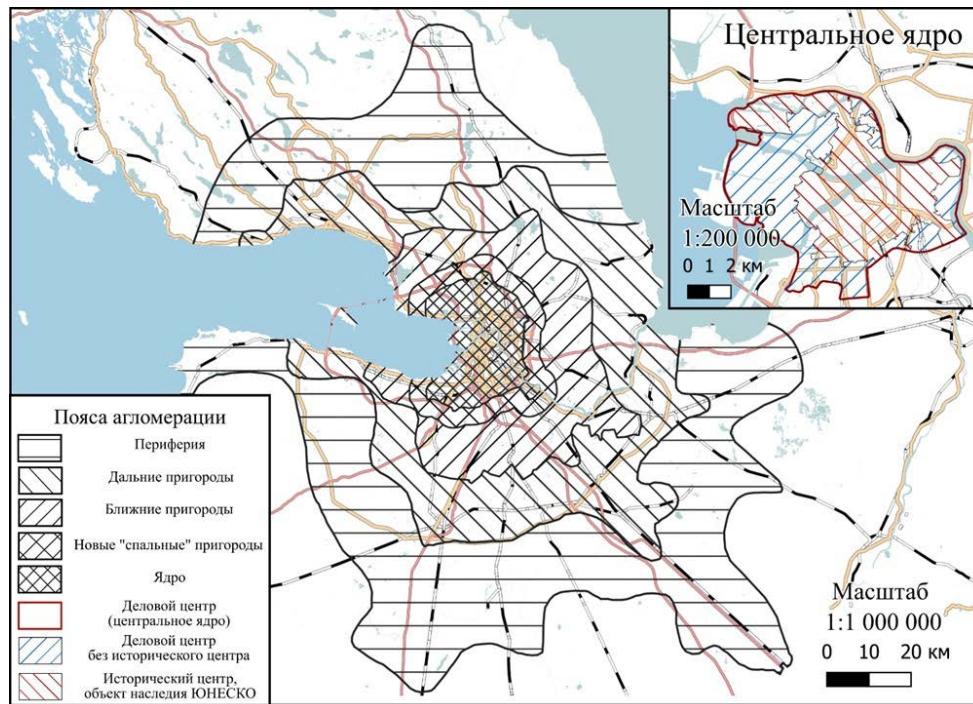 Центральное ядро
Масштаб
1:200 000
0 1 2 км
Пояса агломерации
Периферия
Дальние пригороды
Ближние пригороды
Новые "спальные" пригороды
Ядро
Деловой центр
(центральное ядро)
Деловой центр
без исторического центра
Исторический центр,
объект наследия ЮНЕСКО
Масштаб
1:1 000 000
0 10 20 км